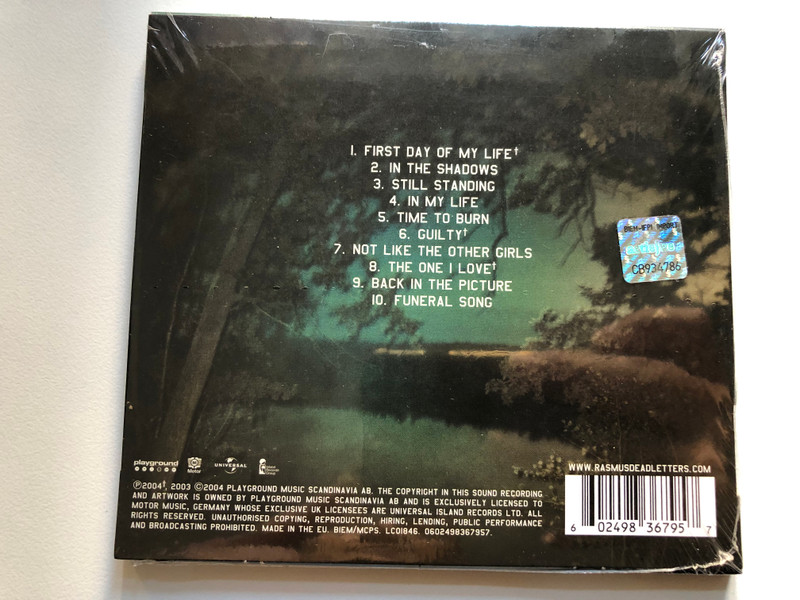 1. FIRST DAY OF MY LIFE†
2. IN THE SHADOWS
3. STILL STANDING
4. IN MY LIFE
5. TIME TO BURN
6. GUILTY†
7. NOT LIKE THE OTHER GIRLS
8. THE ONE I LOVE†
9. BACK IN THE PICTURE
10. FUNERAL SONG
BIEM-IFPI IMPORT
CB934786
playground
Motor
UNIVERSAL
WWW.RASMUSDEADLETTERS.COM
℗2004†, 2003 ©2004 PLAYGROUND MUSIC SCANDINAVIA AB. THE COPYRIGHT IN THIS SOUND RECORDING
AND ARTWORK IS OWNED BY PLAYGROUND MUSIC SCANDINAVIA AB AND IS EXCLUSIVELY LICENSED TO
MOTOR MUSIC, GERMANY WHOSE EXCLUSIVE UK LICENSEES ARE UNIVERSAL ISLAND RECORDS LTD. ALL
RIGHTS RESERVED. UNAUTHORISED COPYING, REPRODUCTION, HIRING, LENDING, PUBLIC PERFORMANCE
AND BROADCASTING PROHIBITED. MADE IN THE EU. BIEM/MCPS. LC01846. 0602498367957.
6 02498 36795 7